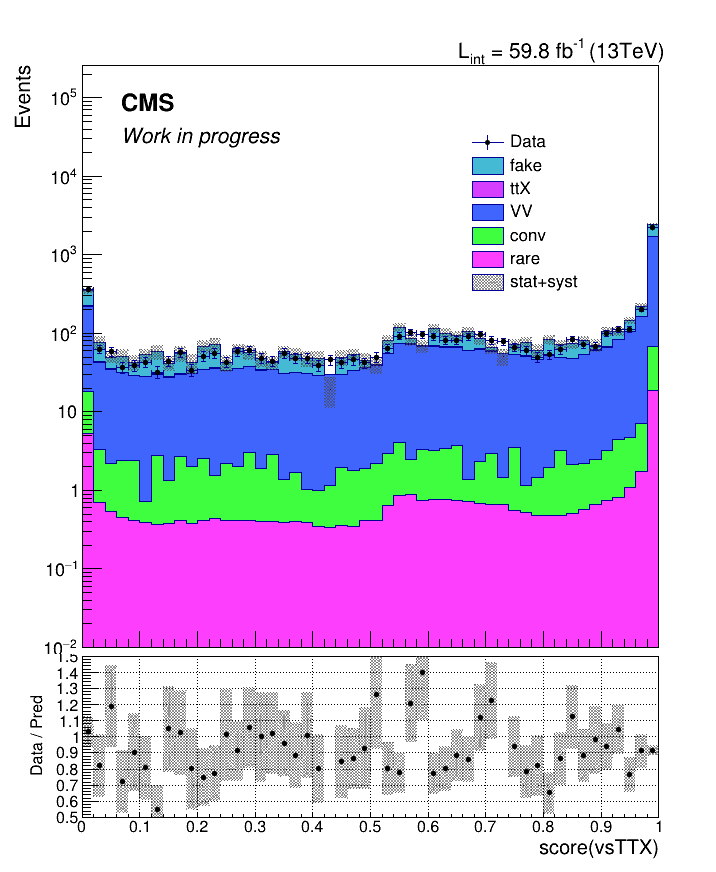 L_int = 59.8 fb^-1 (13TeV)
Events
CMS
Work in progress
Data
fake
ttX
VV
conv
rare
stat+syst
10^5
10^4
10^3
10^2
10
1
10^-1
10^-2
Data / Pred
1.5
1.4
1.3
1.2
1.1
1
0.9
0.8
0.7
0.6
0.5
0 0.1 0.2 0.3 0.4 0.5 0.6 0.7 0.8 0.9 1
score(vsTTX)